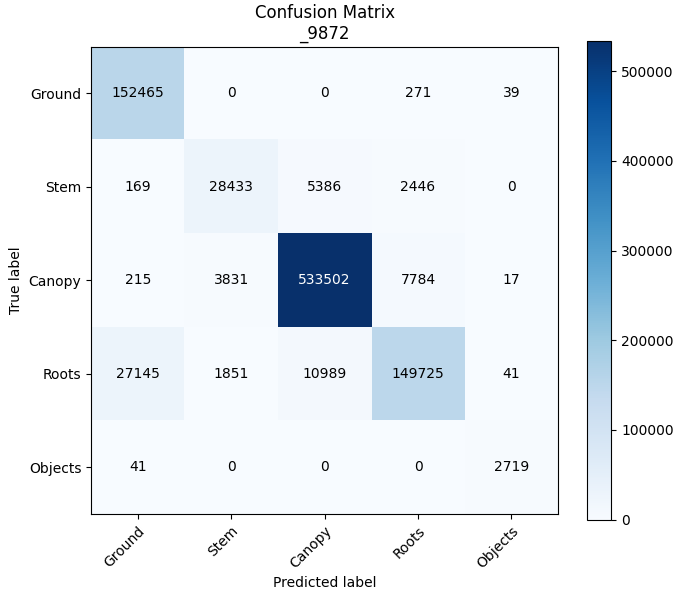 Confusion Matrix
_9872
Ground 152465 0 0 271 39
Stem 169 28433 5386 2446 0
Canopy 215 3831 533502 7784 17
Roots 27145 1851 10989 149725 41
Objects 41 0 0 0 2719
Ground Stem Canopy Roots Objects
Predicted label
True label
500000
400000
300000
200000
100000
0